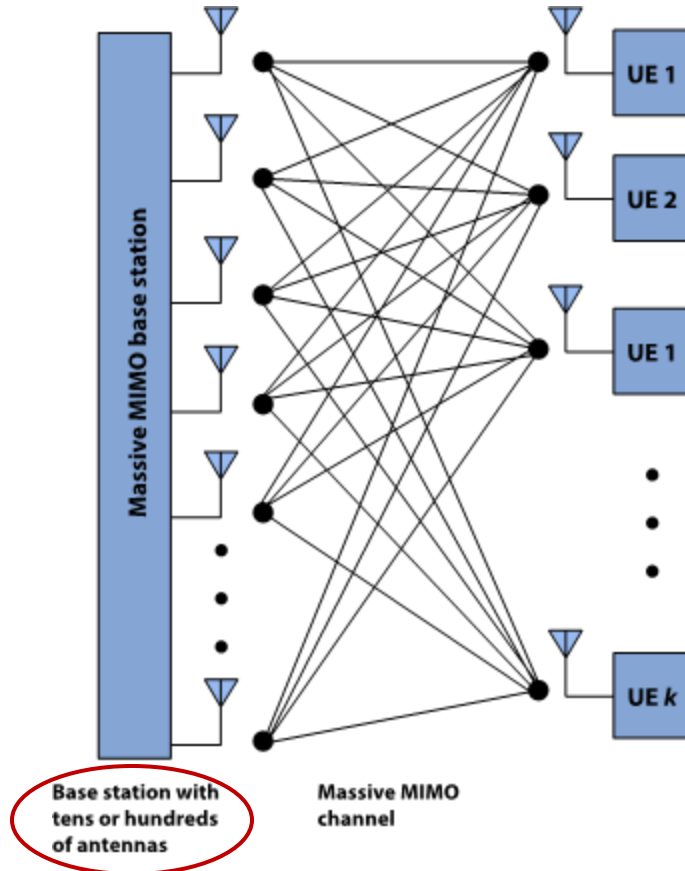 Massive MIMO base station
UE 1
UE 2
UE 1
UE k
Base station with
tens or hundreds
of antennas
Massive MIMO
channel